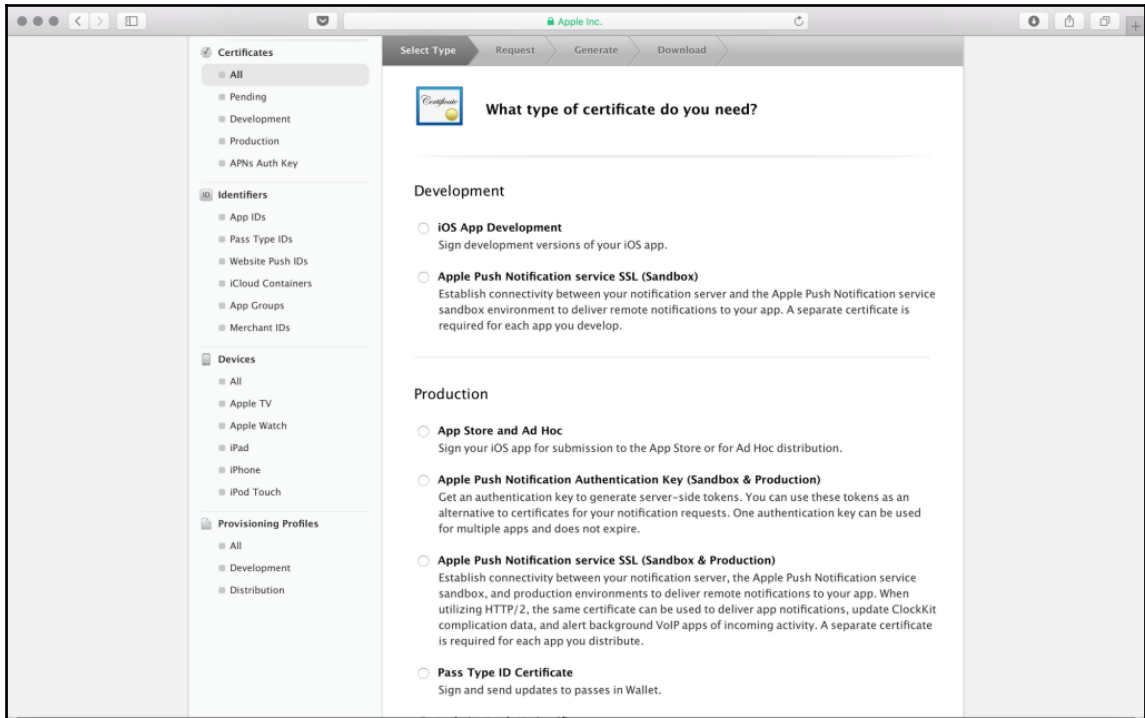 Apple Inc.
Certificates
All
Pending
Development
Production
APNs Auth Key
ID Identifiers
App IDs
Pass Type IDs
Website Push IDs
iCloud Containers
App Groups
Merchant IDs
Devices
All
Apple TV
Apple Watch
iPad
iPhone
iPod Touch
Provisioning Profiles
All
Development
Distribution
Select Type Request Generate Download
Certificate
What type of certificate do you need?
Development
iOS App Development
Sign development versions of your iOS app.
Apple Push Notification service SSL (Sandbox)
Establish connectivity between your notification server and the Apple Push Notification service
sandbox environment to deliver remote notifications to your app. A separate certificate is
required for each app you develop.
Production
App Store and Ad Hoc
Sign your iOS app for submission to the App Store or for Ad Hoc distribution.
Apple Push Notification Authentication Key (Sandbox & Production)
Get an authentication key to generate server-side tokens. You can use these tokens as an
alternative to certificates for your notification requests. One authentication key can be used
for multiple apps and does not expire.
Apple Push Notification service SSL (Sandbox & Production)
Establish connectivity between your notification server, the Apple Push Notification service
sandbox, and production environments to deliver remote notifications to your app. When
utilizing HTTP/2, the same certificate can be used to deliver app notifications, update ClockKit
complication data, and alert background VoIP apps of incoming activity. A separate certificate
is required for each app you distribute.
Pass Type ID Certificate
Sign and send updates to passes in Wallet.